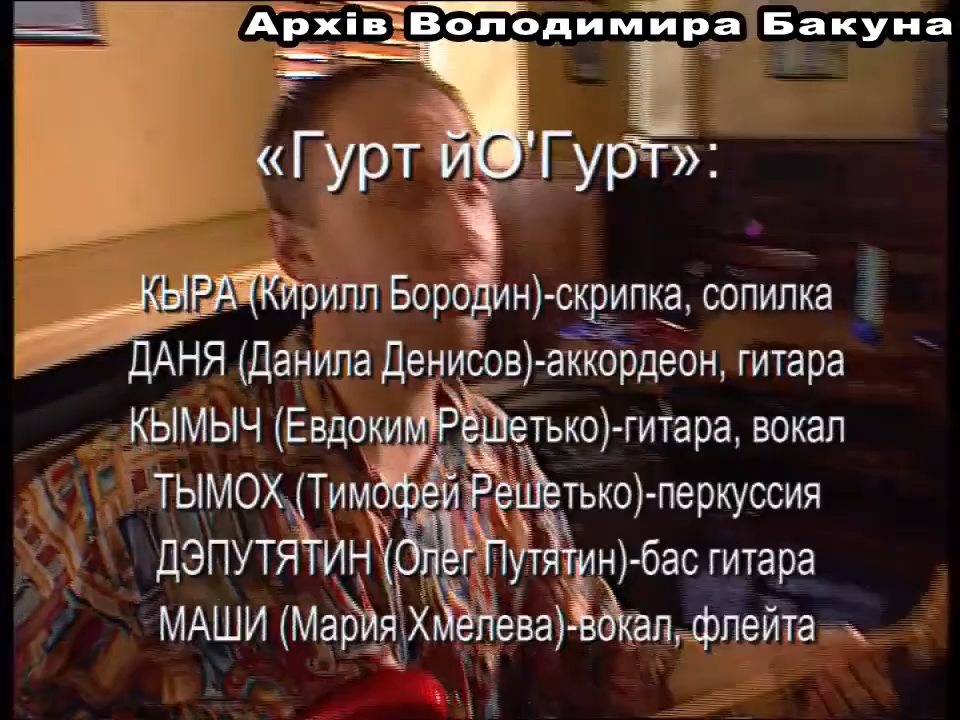 Архів Володимира Бакуна
«Гурт йО'Гурт»:
КЫРА (Кирилл Бородин)-скрипка, сопилка
ДАНЯ (Данила Денисов)-аккордеон, гитара
КЫМЫЧ (Евдоким Решетько)-гитара, вокал
ТЫМОХ (Тимофей Решетько)-перкуссия
ДЭПУТЯТИН (Олег Путятин)-бас гитара
МАШИ (Мария Хмелева)-вокал, флейта